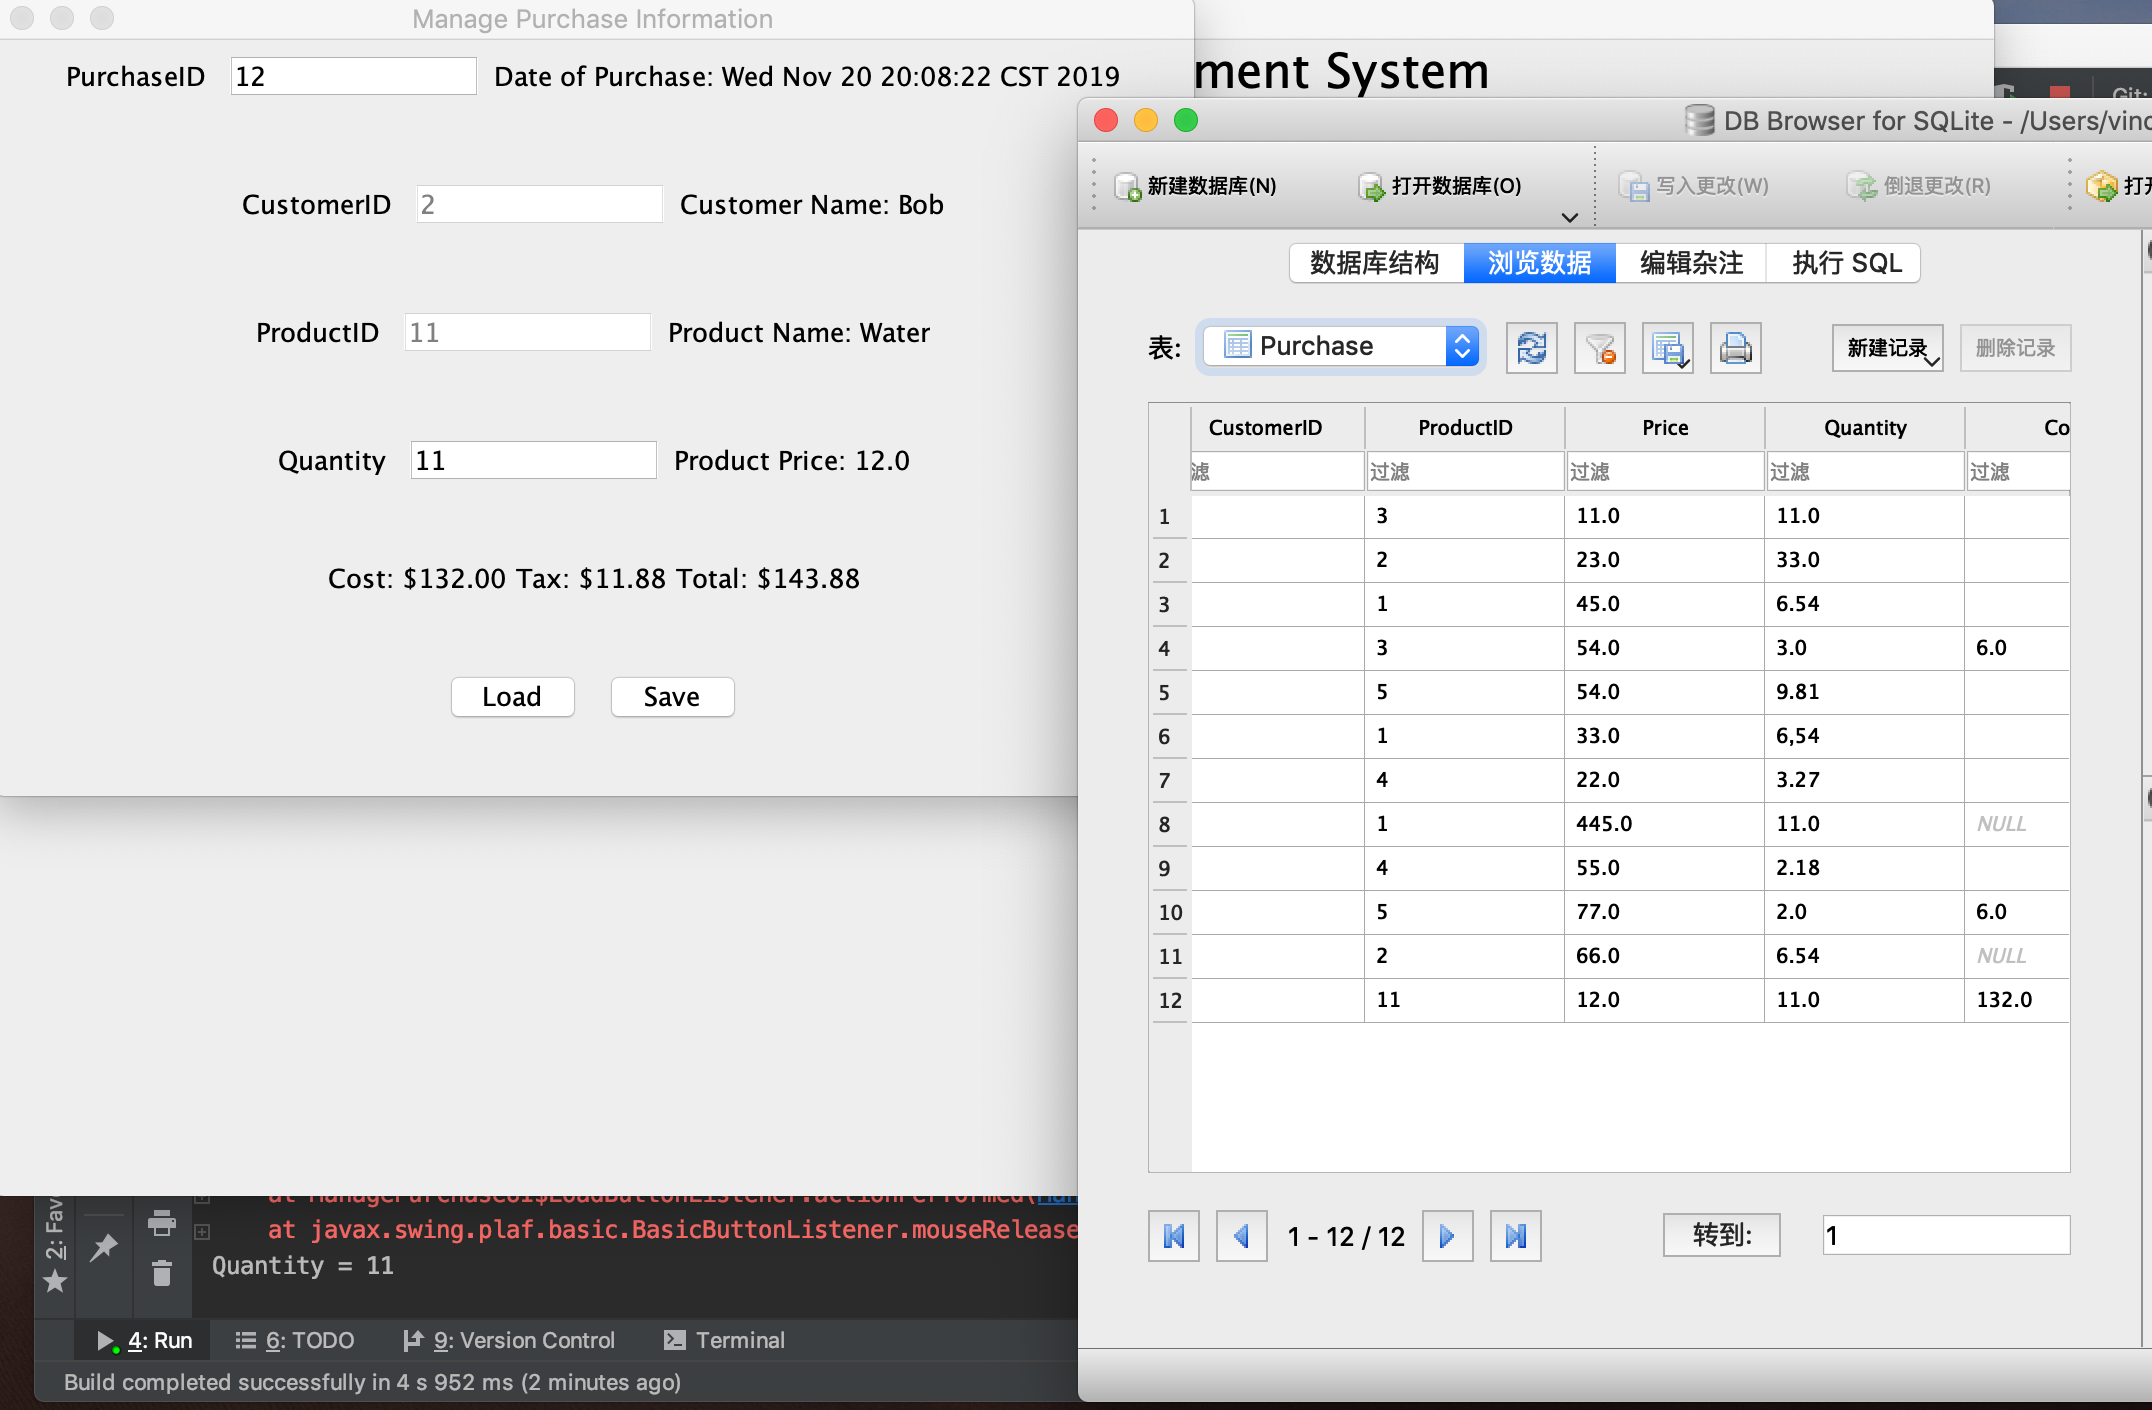 Manage Purchase Information
PurchaseID 12 Date of Purchase: Wed Nov 20 20:08:22 CST 2019
CustomerID 2 Customer Name: Bob
ProductID 11 Product Name: Water
Quantity 11 Product Price: 12.0
Cost: $132.00 Tax: $11.88 Total: $143.88
Load Save
ment System
Git:
DB Browser for SQLite - /Users/vinc
新建数据库(N) 打开数据库(O) 写入更改(W) 倒退更改(R) 打开
数据库结构 浏览数据 编辑杂注 执行 SQL
表: Purchase 新建记录 删除记录
CustomerID ProductID Price Quantity Co
滤 过滤 过滤 过滤 过滤
1 3 11.0 11.0
2 2 23.0 33.0
3 1 45.0 6.54
4 3 54.0 3.0 6.0
5 5 54.0 9.81
6 1 33.0 6,54
7 4 22.0 3.27
8 1 445.0 11.0 NULL
9 4 55.0 2.18
10 5 77.0 2.0 6.0
11 2 66.0 6.54 NULL
12 11 12.0 11.0 132.0
1 - 12 / 12 转到: 1
at ManagePurchaseUI$LoadButtonListener.actionPerformed(Man
at javax.swing.plaf.basic.BasicButtonListener.mouseRelease
Quantity = 11
2: Fav
4: Run 6: TODO 9: Version Control Terminal
Build completed successfully in 4 s 952 ms (2 minutes ago)